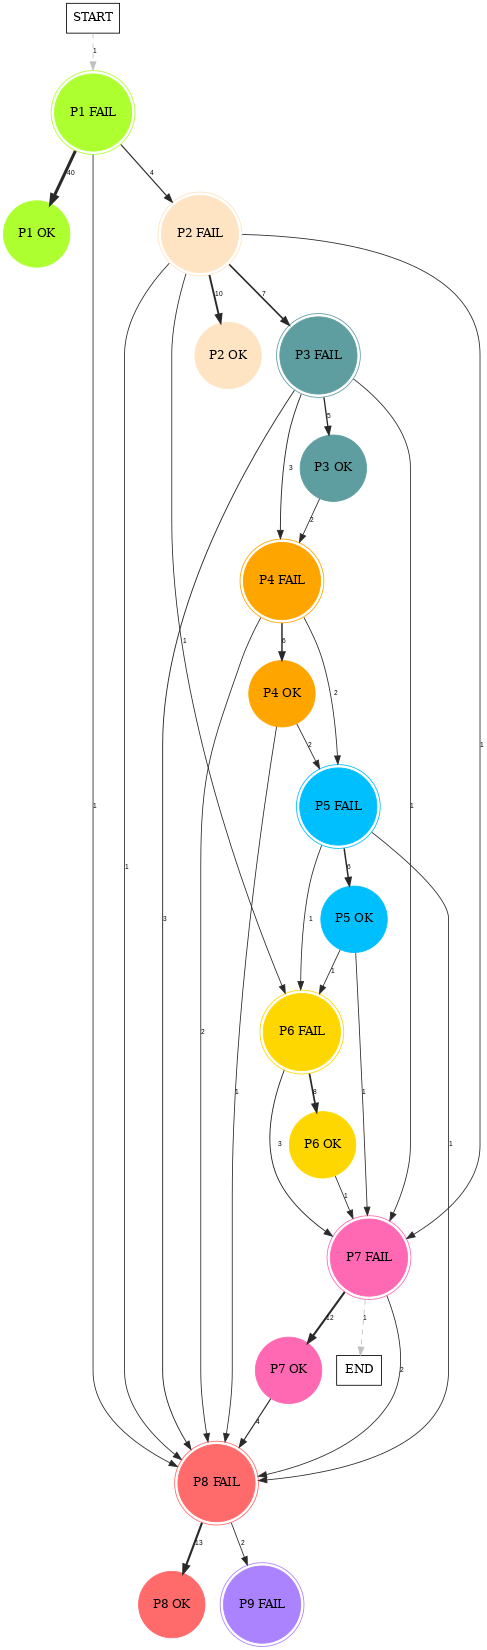 START
1
P1 FAIL
40
4
P1 OK
P2 FAIL
10
7
P2 OK
P3 FAIL
5
3
P3 OK
2
P4 FAIL
1
6
2
P4 OK
2
1
P5 FAIL
1
1
6
1
P5 OK
3
1
1
P6 FAIL
2
8
1
1
3
P6 OK
1
1
P7 FAIL
12
1
P7 OK
END
2
4
P8 FAIL
13
2
P8 OK
P9 FAIL